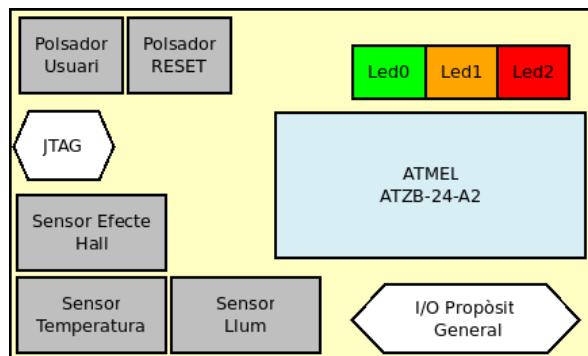 Polsador
Usuari
Polsador
RESET
Led0
Led1
Led2
JTAG
ATMEL
ATZB-24-A2
Sensor Efecte
Hall
Sensor
Temperatura
Sensor
Llum
I/O Propòsit
General